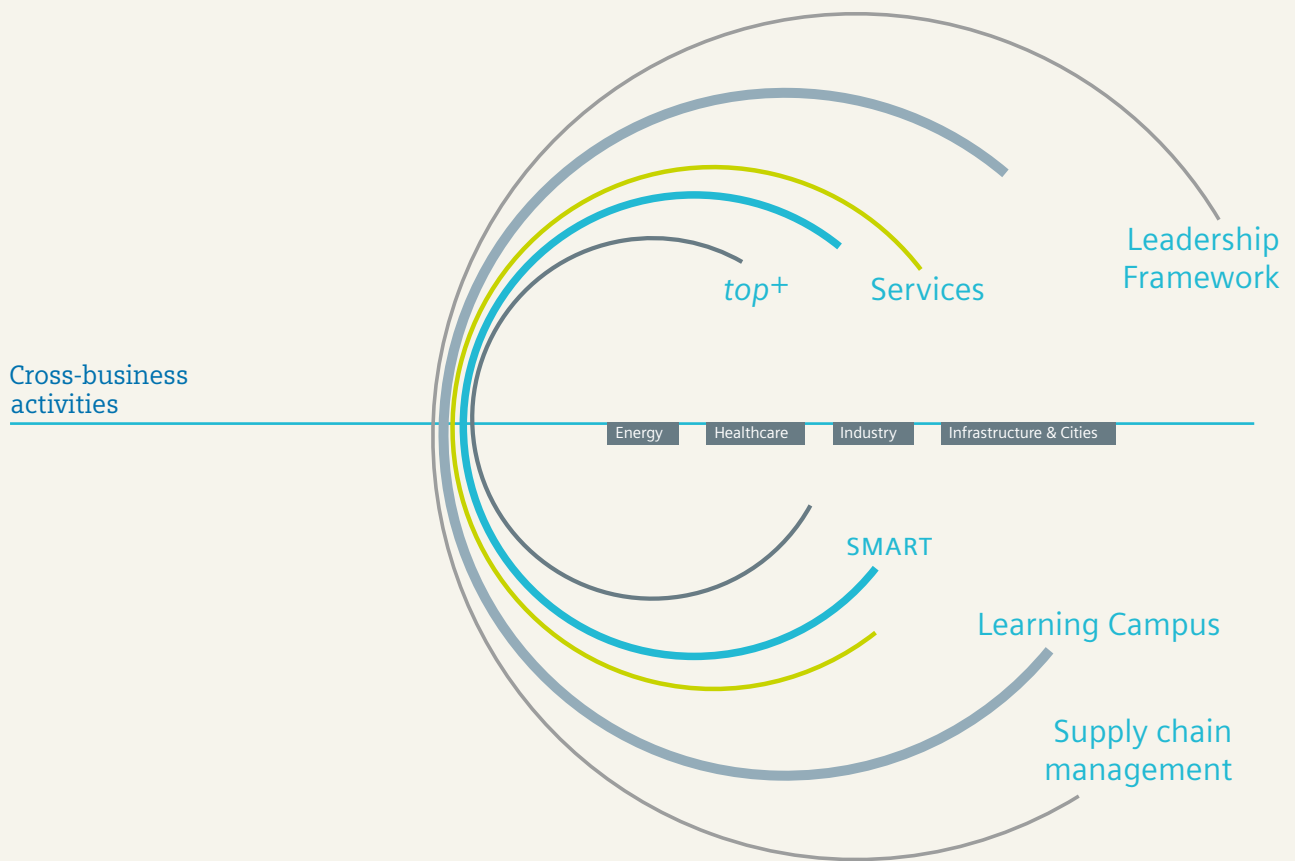 Leadership
Framework
top+
Services
Cross-business
activities
Energy
Healthcare
Industry
Infrastructure & Cities
SMART
Learning Campus
Supply chain
management